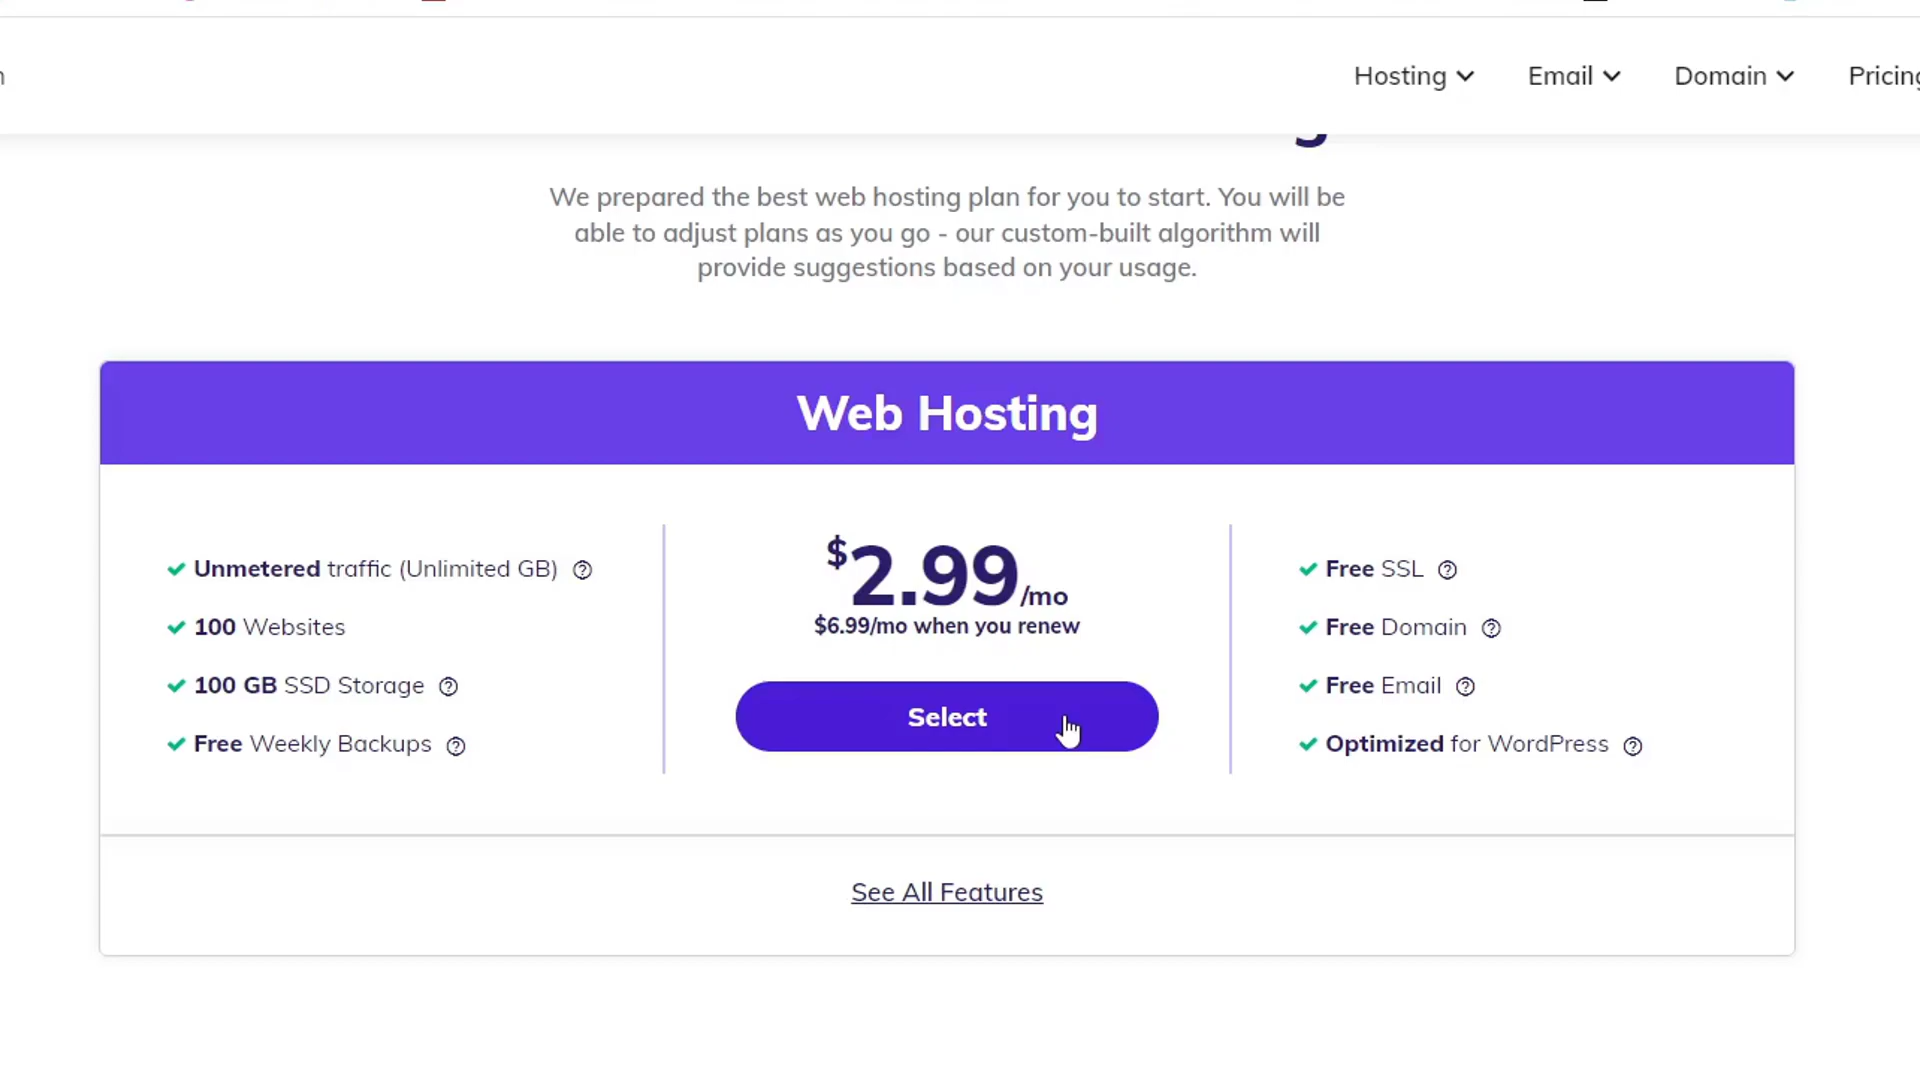 Hosting Email Domain Pricing
We prepared the best web hosting plan for you to start. You will be
able to adjust plans as you go - our custom-built algorithm will
provide suggestions based on your usage.
Web Hosting
Unmetered traffic (Unlimited GB)
100 Websites
100 GB SSD Storage
Free Weekly Backups
$2.99/mo
$6.99/mo when you renew
Select
Free SSL
Free Domain
Free Email
Optimized for WordPress
See All Features